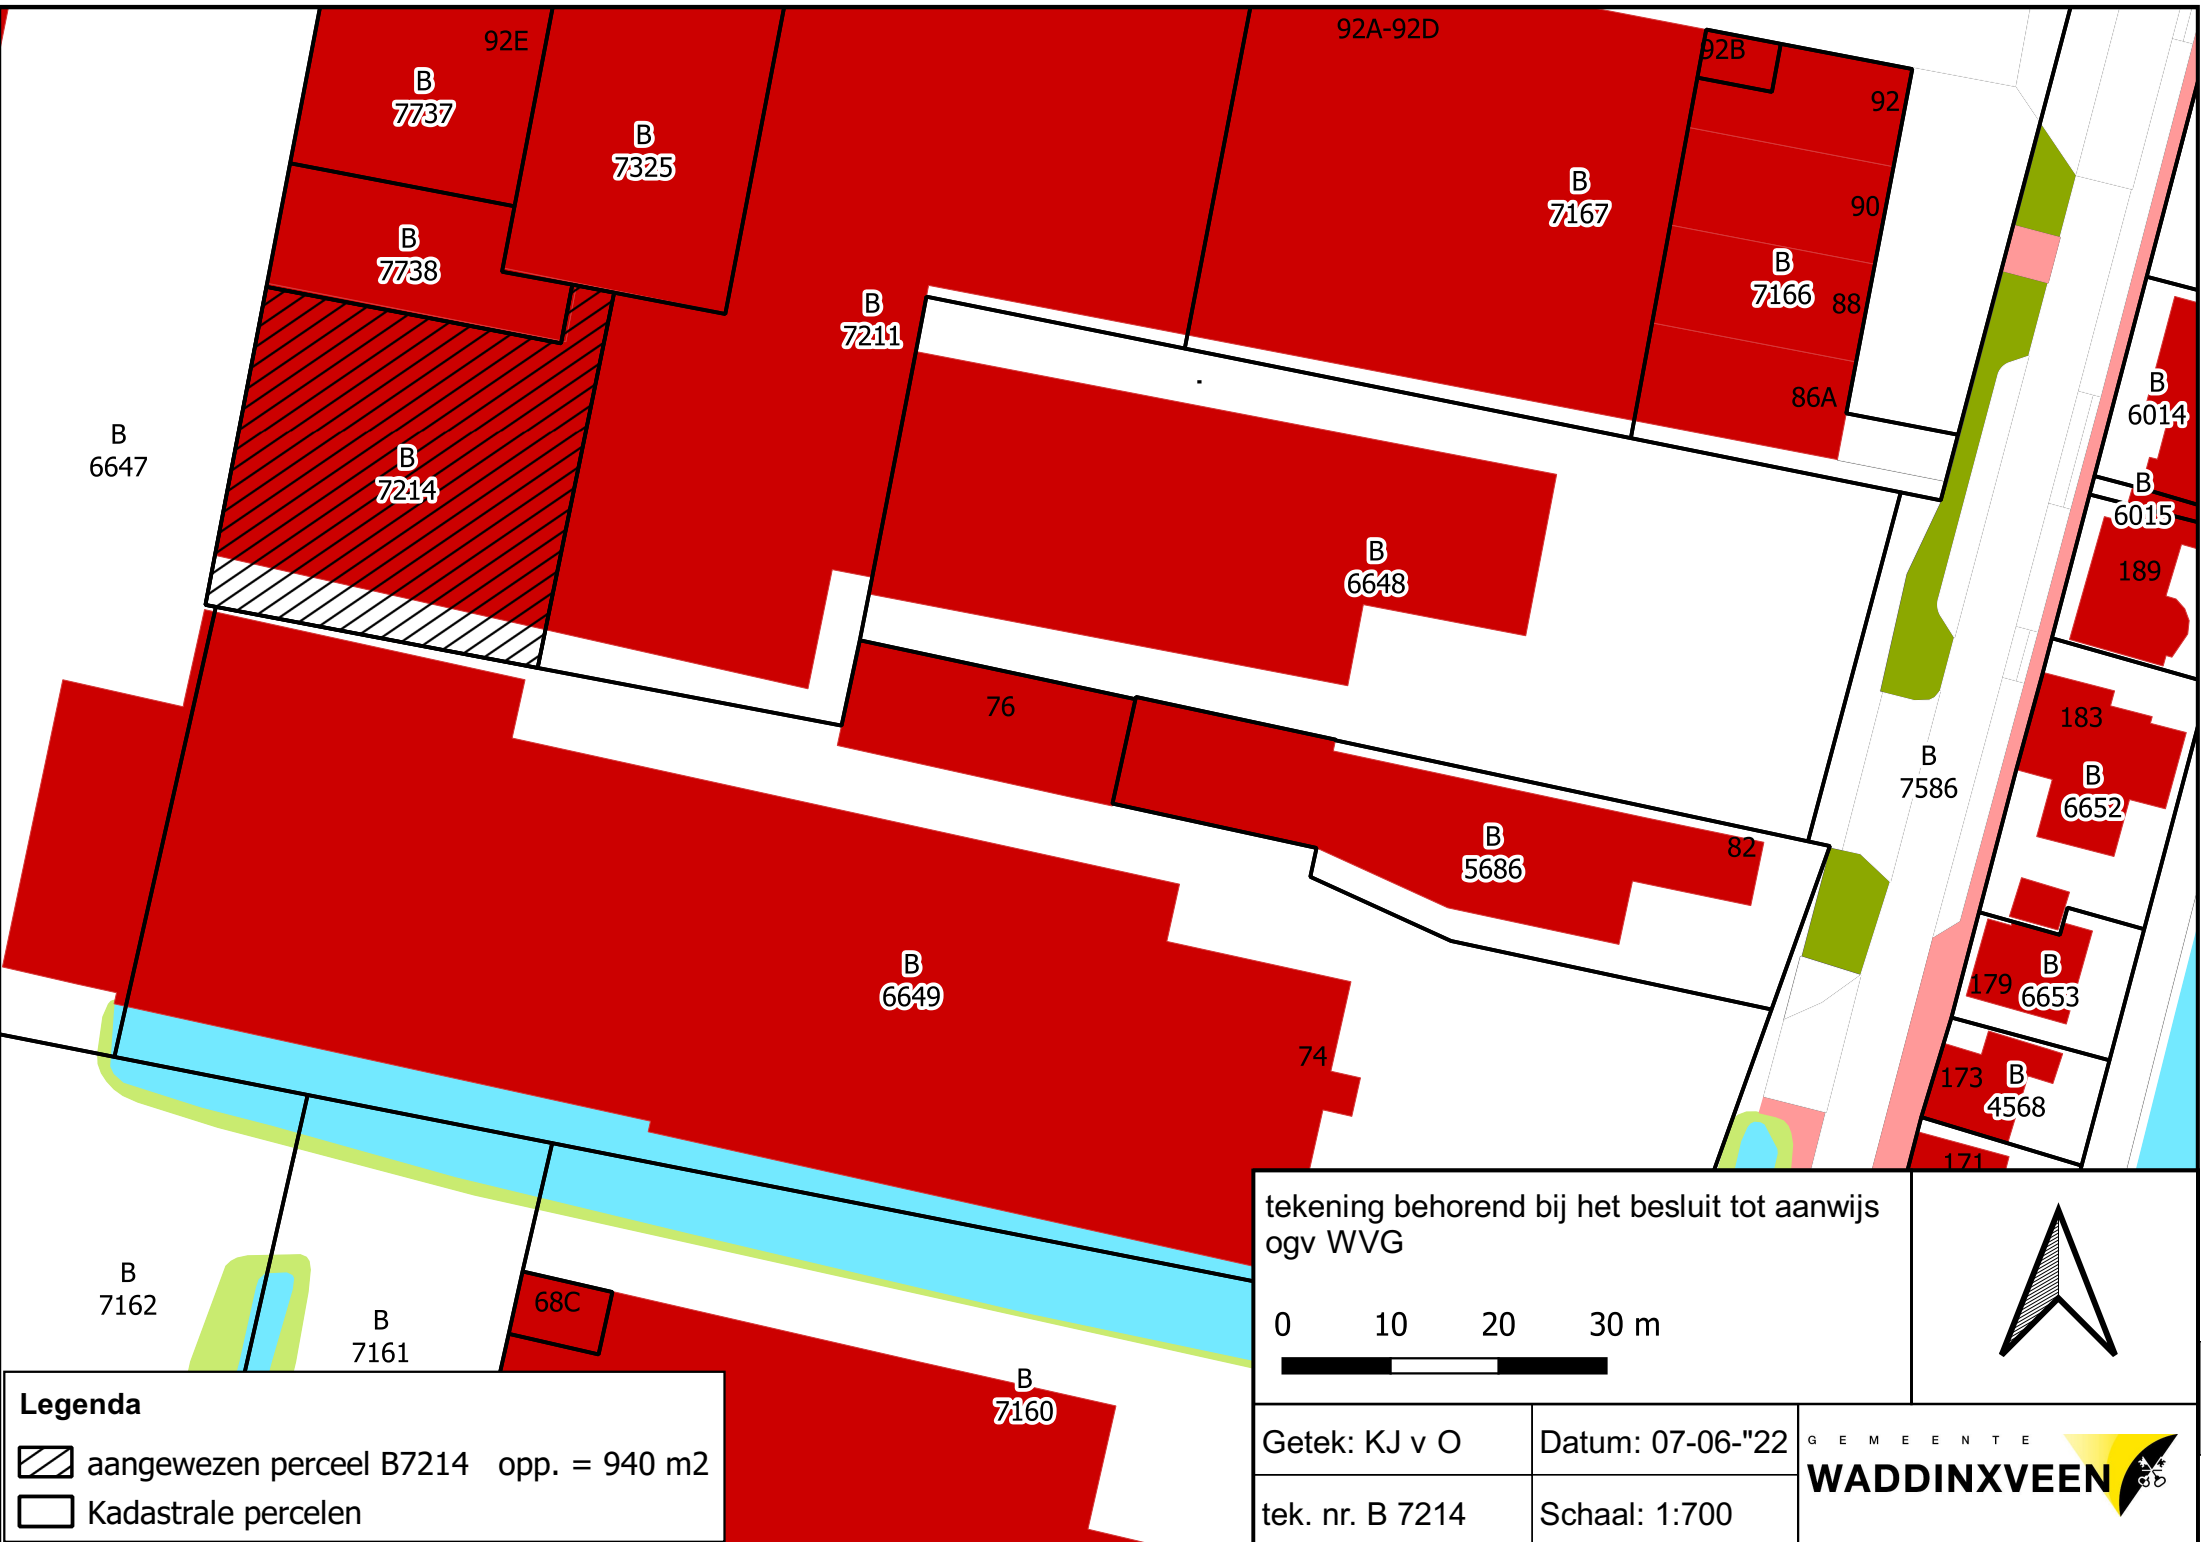 92E
92A-92D
92B
B
7737
92
B
7325
B
7167
90
B
7738
B
7166
88
B
7211
86A
B
6014
B
6647
B
7214
B
6015
B
6648
189
76
183
B
7586
B
6652
82
B
5686
B
6649
179
B
6653
74
173
B
4568
171
B
7162
B
7161
68C
B
7160
tekening behorend bij het besluit tot aanwijs
ogv WVG
0 10 20 30 m
Getek: KJ v O
Datum: 07-06-"22
tek. nr. B 7214
Schaal: 1:700
GEMEENTE
WADDINXVEEN
Legenda
aangewezen perceel B7214 opp. = 940 m2
Kadastrale percelen